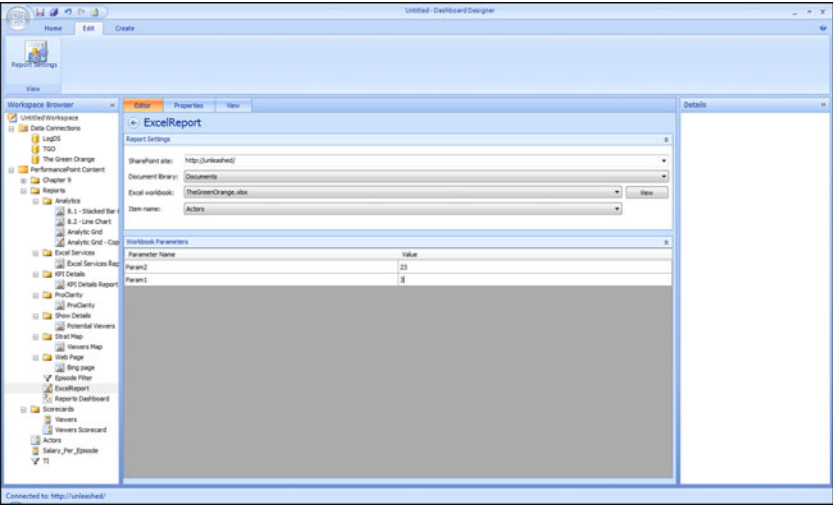 Untitled - Dashboard Designer
Home Edit Create
Report Settings
View
Workspace Browser
Untitled Workspace
Data Connections
LogDS
TGO
The Green Orange
PerformancePoint Content
Chapter 9
Reports
Analytics
8.1 - Stacked Bar
8.2 - Line Chart
Analytic Grid
Analytic Grid - Cop
Excel Services
Excel Services Rep
KPI Details
KPI Details Report
ProClarity
ProClarity
Show Details
Potential Viewers
Strat Map
Viewers Map
Web Page
Bing page
Episode Filter
ExcelReport
Reports Dashboard
Scorecards
Viewers
Viewers Scorecard
Actors
Salary_Per_Episode
TI
Editor Properties View
ExcelReport
Report Settings
SharePoint site: http://unleashed/
Document library: Documents
Excel workbook: TheGreenOrange.xlsx View
Item name: Actors
Workbook Parameters
Parameter Name Value
Param2 23
Param1 3
Details
Connected to: http://unleashed/